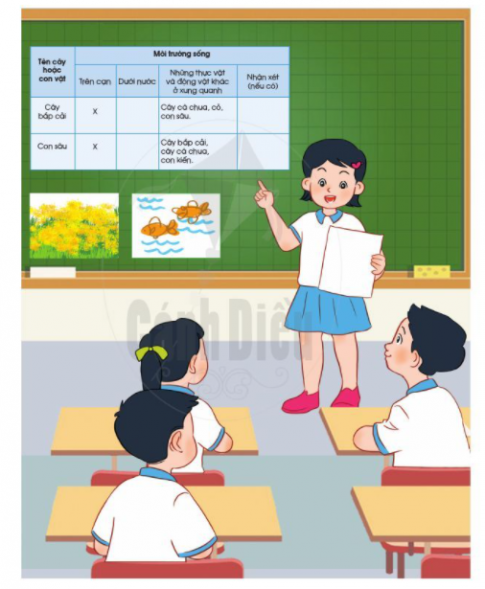 Tên cây
hoặc
con vật
Môi trường sống
Trên cạn
Dưới nước
Những thực vật
và động vật khác
ở xung quanh
Nhận xét
(nếu có)
Cây
bắp cải
X
Cây cà chua, cỏ,
con sâu.
Con sâu
X
Cây bắp cải,
cây cà chua,
con kiến.
Cánh Diều